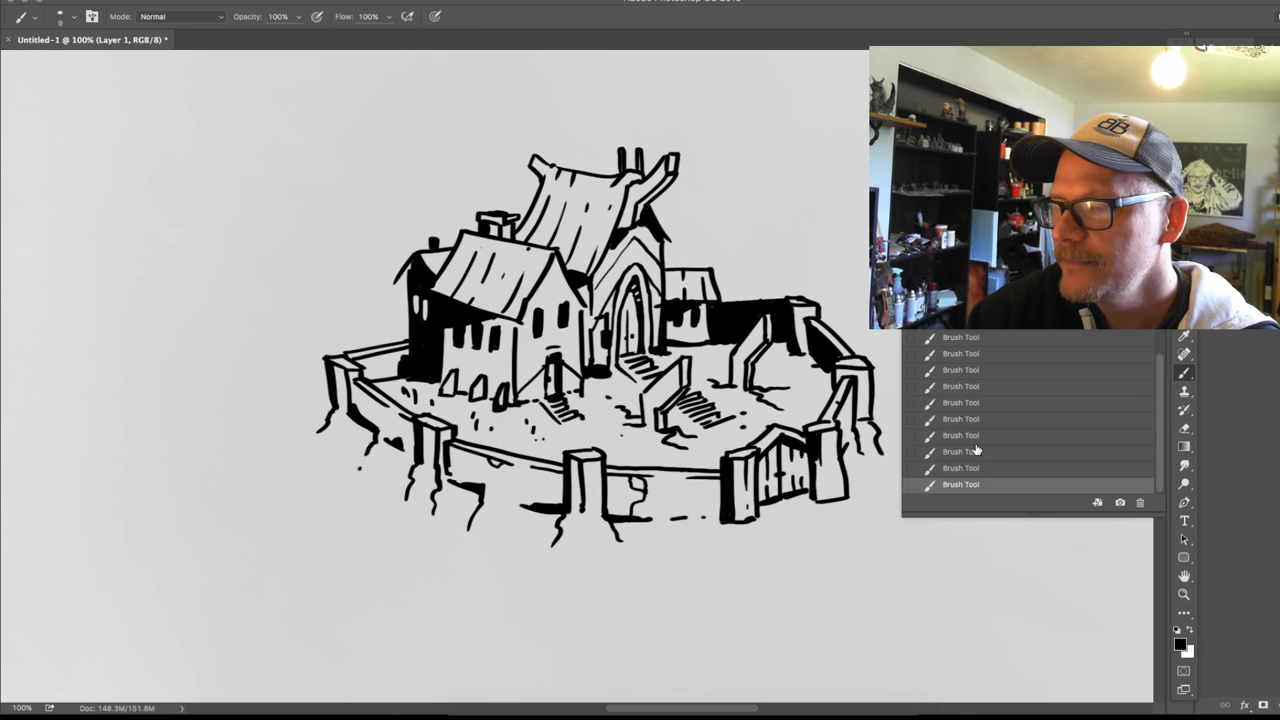 9 Mode: Normal Opacity: 100% Flow: 100%
Untitled-1 @ 100% (Layer 1, RGB/8) *
Brush Tool
Brush Tool
Brush Tool
Brush Tool
Brush Tool
Brush Tool
Brush Tool
Brush Tool
Brush Tool
Brush Tool
100% Doc: 148.3M/151.8M
fx